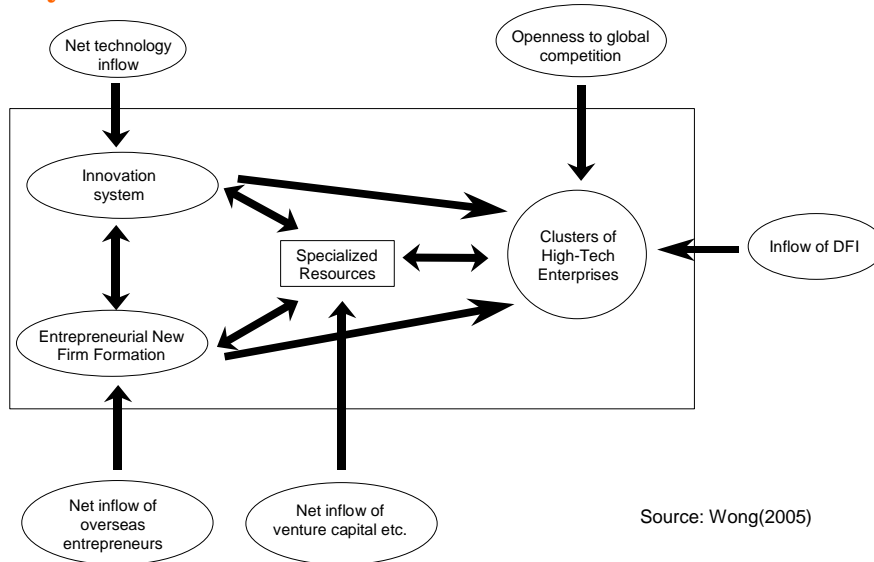 Net technology
inflow
Openness to global
competition
Innovation
system
Specialized
Resources
Clusters of
High-Tech
Enterprises
Inflow of DFI
Entrepreneurial New
Firm Formation
Net inflow of
overseas
entrepreneurs
Net inflow of
venture capital etc.
Source: Wong(2005)